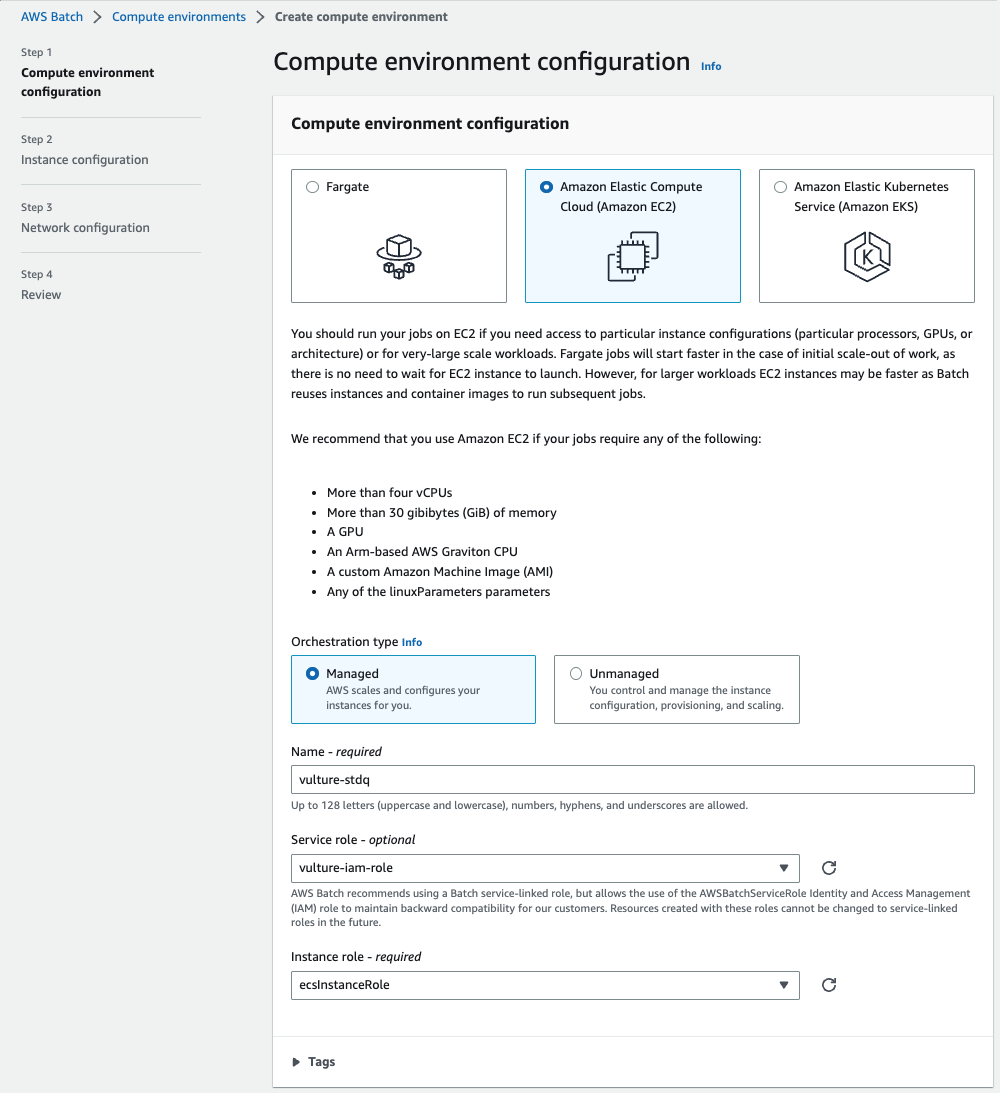 AWS Batch > Compute environments > Create compute environment
Step 1
Compute environment
configuration
Step 2
Instance configuration
Step 3
Network configuration
Step 4
Review
Compute environment configuration Info
Compute environment configuration
Fargate
Amazon Elastic Compute
Cloud (Amazon EC2)
Amazon Elastic Kubernetes
Service (Amazon EKS)
K
You should run your jobs on EC2 if you need access to particular instance configurations (particular processors, GPUs, or
architecture) or for very-large scale workloads. Fargate jobs will start faster in the case of initial scale-out of work, as
there is no need to wait for EC2 instance to launch. However, for larger workloads EC2 instances may be faster as Batch
reuses instances and container images to run subsequent jobs.
We recommend that you use Amazon EC2 if your jobs require any of the following:
• More than four vCPUs
• More than 30 gibibytes (GiB) of memory
• A GPU
• An Arm-based AWS Graviton CPU
• A custom Amazon Machine Image (AMI)
• Any of the linuxParameters parameters
Orchestration type Info
Managed
AWS scales and configures your
instances for you.
Unmanaged
You control and manage the instance
configuration, provisioning, and scaling.
Name - required
vulture-stdq
Up to 128 letters (uppercase and lowercase), numbers, hyphens, and underscores are allowed.
Service role - optional
vulture-iam-role
AWS Batch recommends using a Batch service-linked role, but allows the use of the AWSBatchServiceRole Identity and Access Management
(IAM) role to maintain backward compatibility for our customers. Resources created with these roles cannot be changed to service-linked
roles in the future.
Instance role - required
ecsInstanceRole
Tags